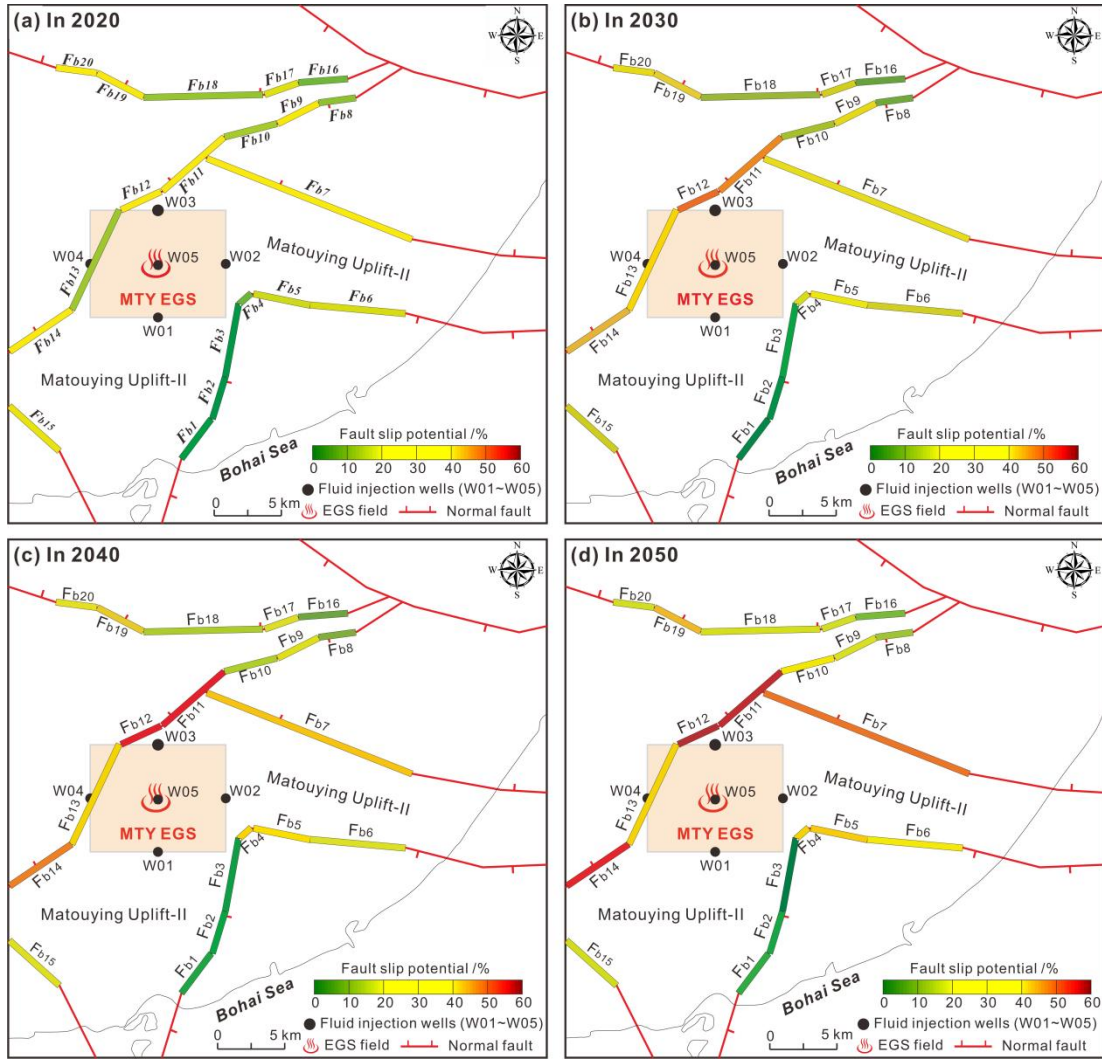 (a) In 2020
N
W
E
S
Fb20
Fb19
Fb18
Fb17
Fb16
Fb9
Fb8
Fb10
Fb11
Fb12
Fb7
W03
W04
W05
W02
Fb13
MTY EGS
Matouying Uplift-II
Fb4
Fb5
Fb6
W01
Fb14
Fb3
Matouying Uplift-II
Fb2
Fb15
Fb1
Bohai Sea
Fault slip potential /%
0 10 20 30 40 50 60
0 5 km
Fluid injection wells (W01~W05)
EGS field
Normal fault
(b) In 2030
N
W
E
S
Fb20
Fb19
Fb18
Fb17
Fb16
Fb9
Fb8
Fb10
Fb11
Fb12
Fb7
W03
W04
W05
W02
Fb13
MTY EGS
Matouying Uplift-II
Fb4
Fb5
Fb6
W01
Fb14
Fb3
Matouying Uplift-II
Fb2
Fb15
Fb1
Bohai Sea
Fault slip potential /%
0 10 20 30 40 50 60
0 5 km
Fluid injection wells (W01~W05)
EGS field
Normal fault
(c) In 2040
N
W
E
S
Fb20
Fb19
Fb18
Fb17
Fb16
Fb9
Fb8
Fb10
Fb11
Fb12
Fb7
W03
W04
W05
W02
Fb13
MTY EGS
Matouying Uplift-II
Fb4
Fb5
Fb6
W01
Fb14
Fb3
Matouying Uplift-II
Fb2
Fb15
Fb1
Bohai Sea
Fault slip potential /%
0 10 20 30 40 50 60
0 5 km
Fluid injection wells (W01~W05)
EGS field
Normal fault
(d) In 2050
N
W
E
S
Fb20
Fb19
Fb18
Fb17
Fb16
Fb9
Fb8
Fb10
Fb11
Fb12
Fb7
W03
W04
W05
W02
Fb13
MTY EGS
Matouying Uplift-II
Fb4
Fb5
Fb6
W01
Fb14
Fb3
Matouying Uplift-II
Fb2
Fb15
Fb1
Bohai Sea
Fault slip potential /%
0 10 20 30 40 50 60
0 5 km
Fluid injection wells (W01~W05)
EGS field
Normal fault